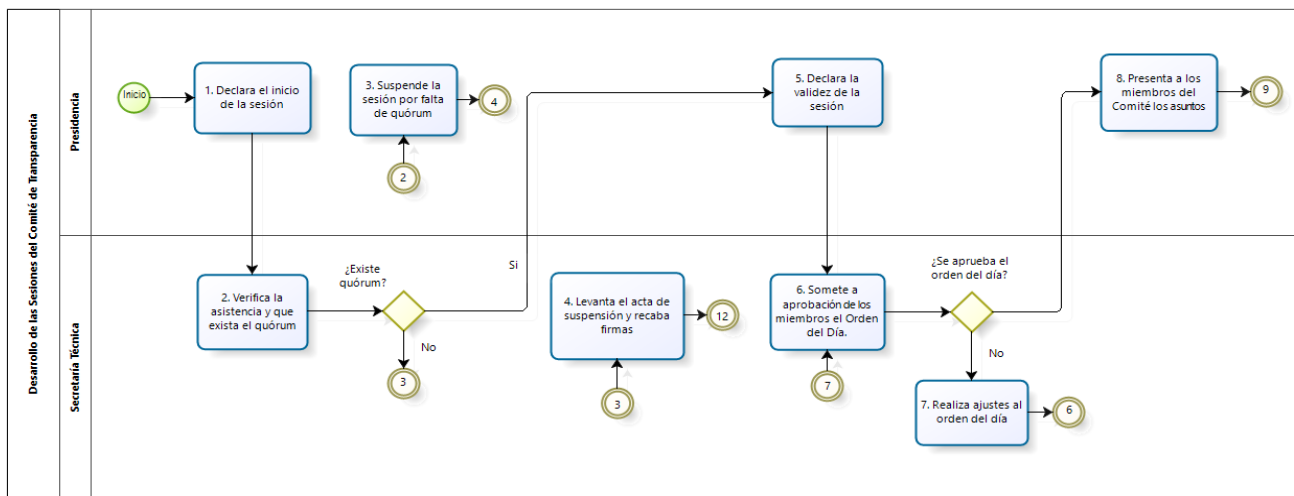 Desarrollo de las Sesiones del Comité de Transparencia
Presidencia
Inicio
1. Declara el inicio
de la sesión
3. Suspende la
sesión por falta
de quórum
4
2
5. Declara la
validez de la
sesión
8. Presenta a los
miembros del
Comité los asuntos
9
Secretaría Técnica
2. Verifica la
asistencia y que
exista el quórum
¿Existe
quórum?
Si
No
3
4. Levanta el acta de
suspensión y recaba
firmas
12
3
6. Somete a
aprobación de los
miembros el Orden
del Día.
7
¿Se aprueba el
orden del día?
No
7. Realiza ajustes al
orden del día
6